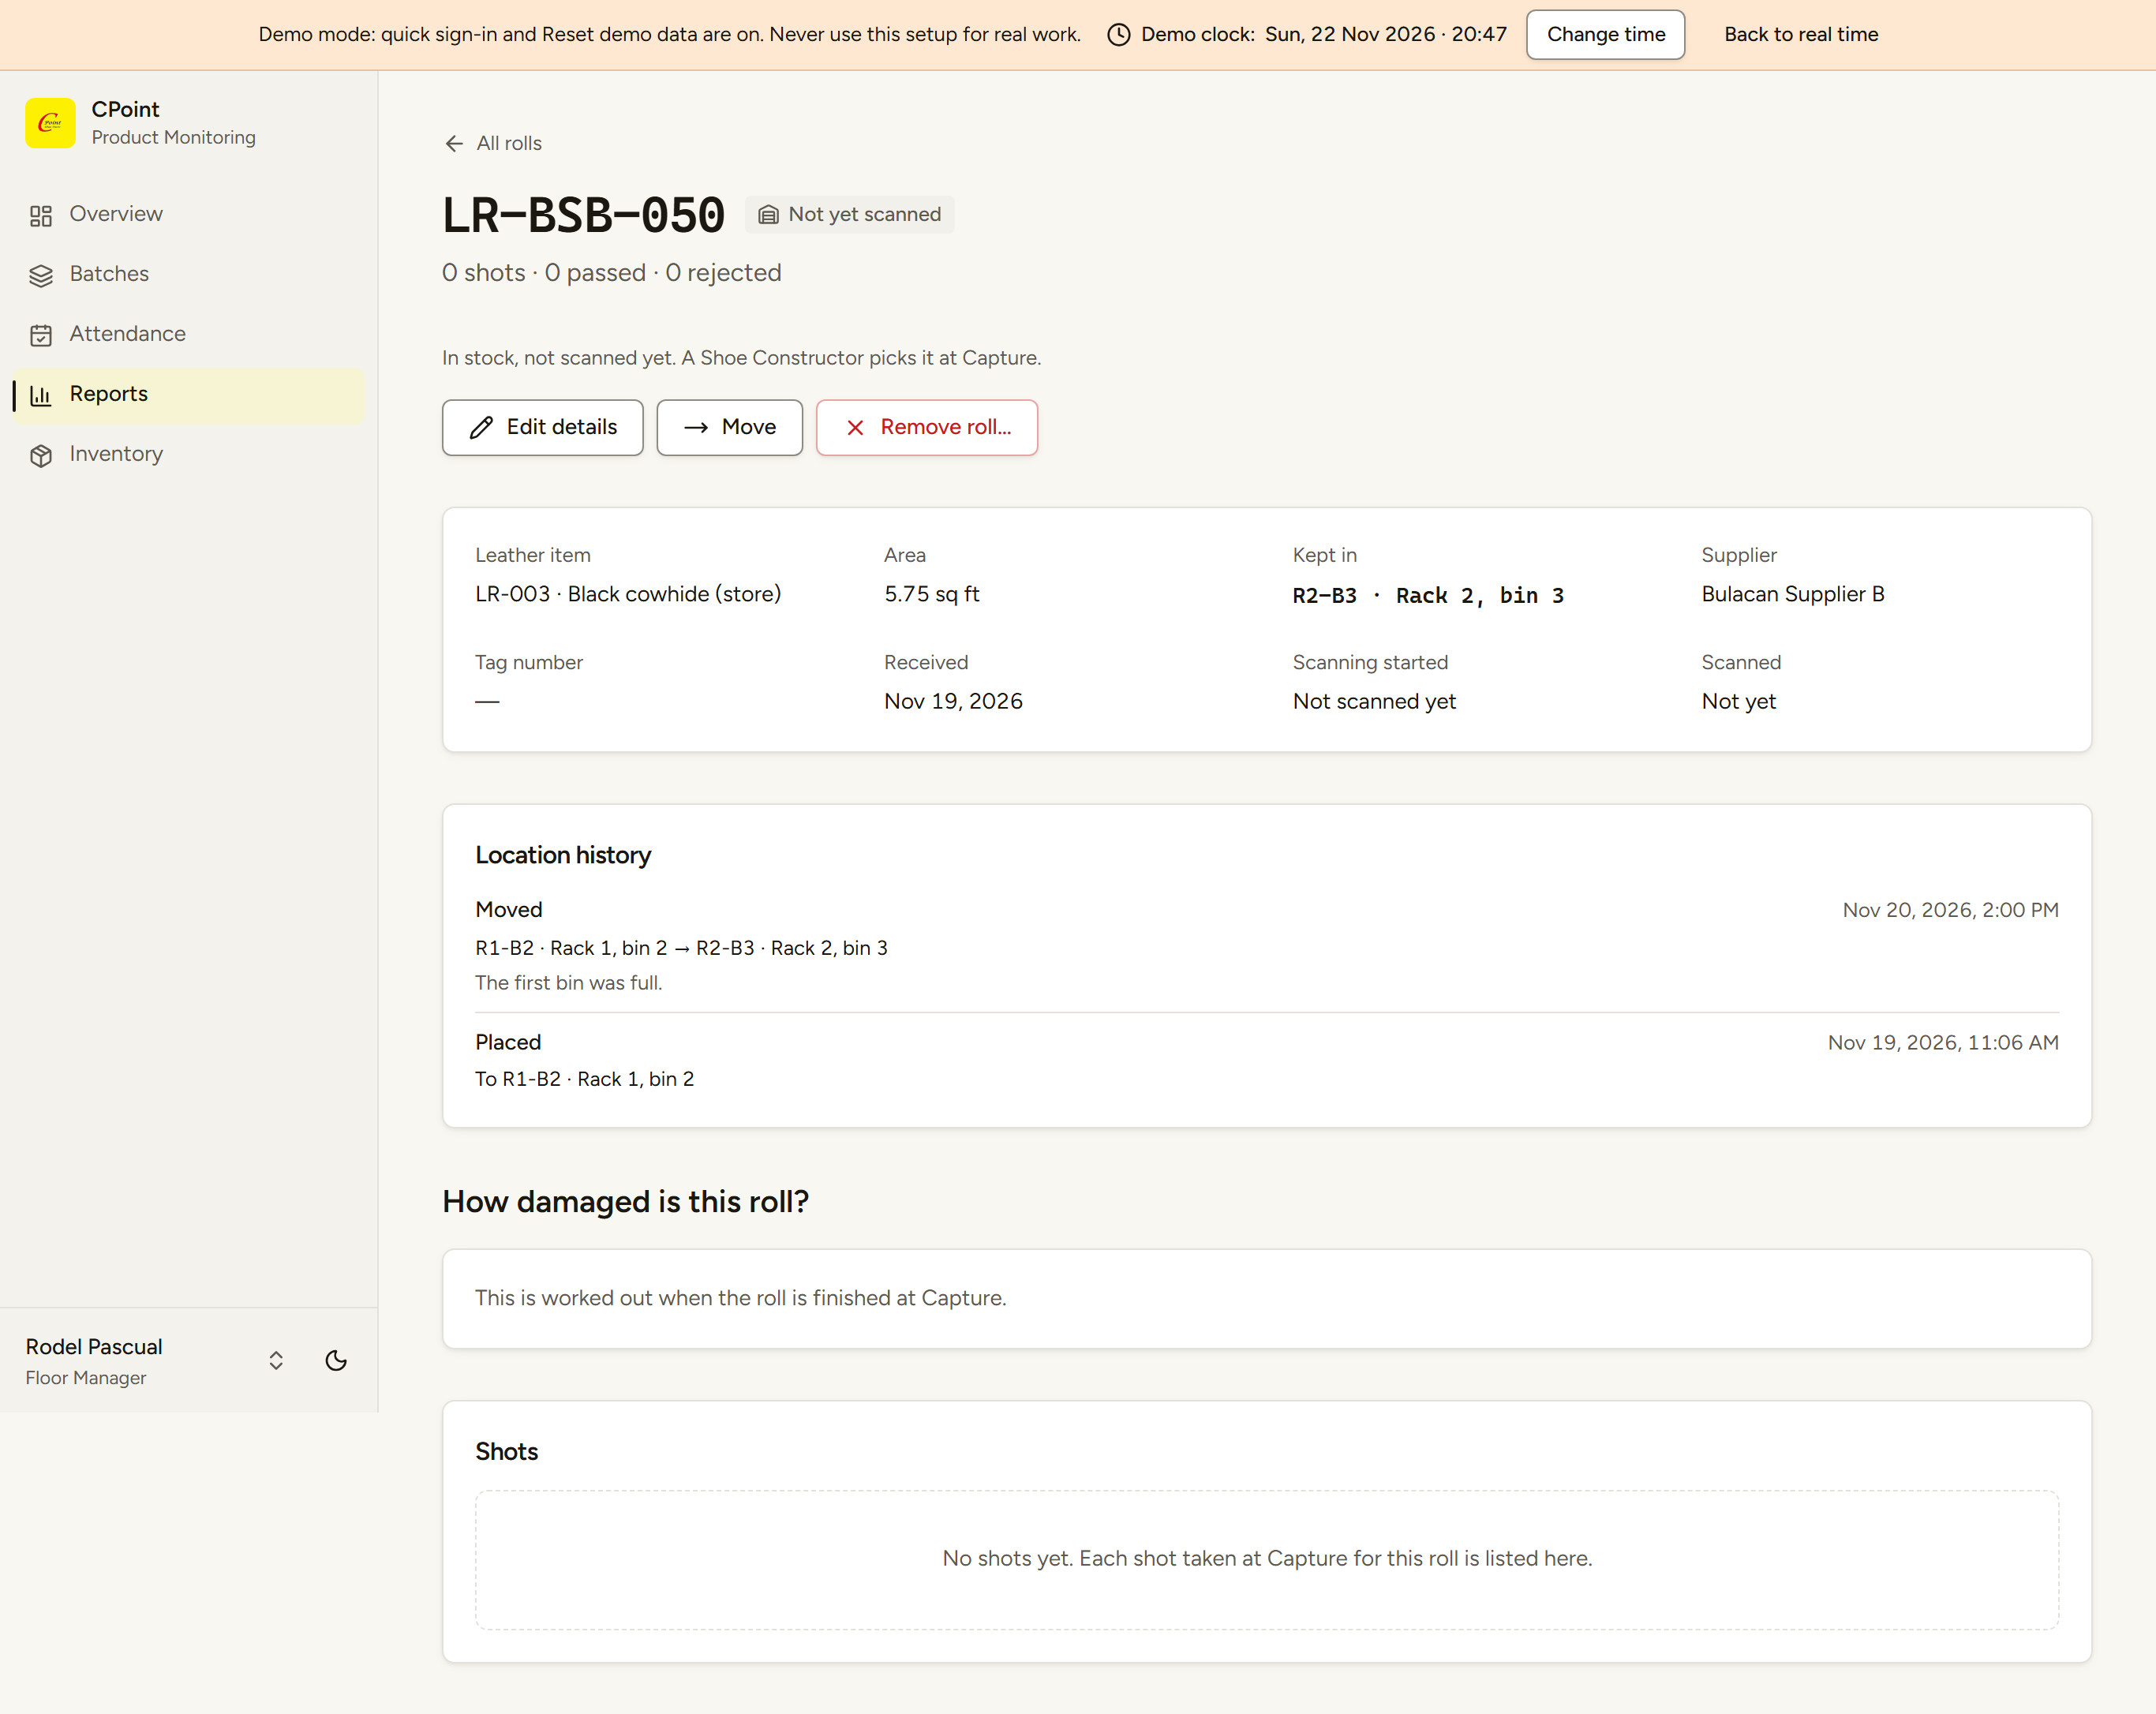 Demo mode: quick sign-in and Reset demo data are on. Never use this setup for real work.
Demo clock: Sun, 22 Nov 2026 · 20:47
Change time
Back to real time
CPoint
Product Monitoring
Overview
Batches
Attendance
Reports
Inventory
Rodel Pascual
Floor Manager
← All rolls
LR-BSB-050
Not yet scanned
0 shots · 0 passed · 0 rejected
In stock, not scanned yet. A Shoe Constructor picks it at Capture.
Edit details
→ Move
Remove roll...
Leather item
LR-003 · Black cowhide (store)
Area
5.75 sq ft
Kept in
R2-B3 · Rack 2, bin 3
Supplier
Bulacan Supplier B
Tag number
—
Received
Nov 19, 2026
Scanning started
Not scanned yet
Scanned
Not yet
Location history
Moved
Nov 20, 2026, 2:00 PM
R1-B2 · Rack 1, bin 2 → R2-B3 · Rack 2, bin 3
The first bin was full.
Placed
Nov 19, 2026, 11:06 AM
To R1-B2 · Rack 1, bin 2
How damaged is this roll?
This is worked out when the roll is finished at Capture.
Shots
No shots yet. Each shot taken at Capture for this roll is listed here.